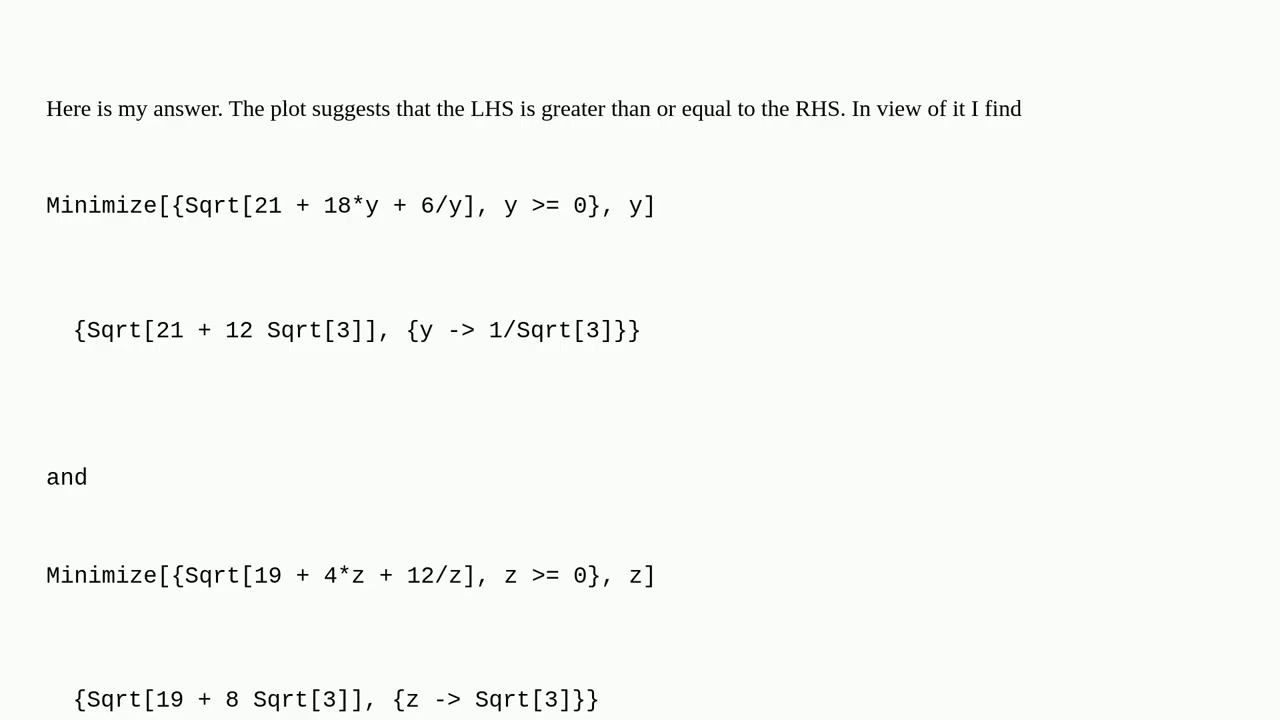 Here is my answer. The plot suggests that the LHS is greater than or equal to the RHS. In view of it I find
Minimize[{Sqrt[21 + 18*y + 6/y], y >= 0}, y]
{Sqrt[21 + 12 Sqrt[3]], {y -> 1/Sqrt[3]}}
and
Minimize[{Sqrt[19 + 4*z + 12/z], z >= 0}, z]
{Sqrt[19 + 8 Sqrt[3]], {z -> Sqrt[3]}}